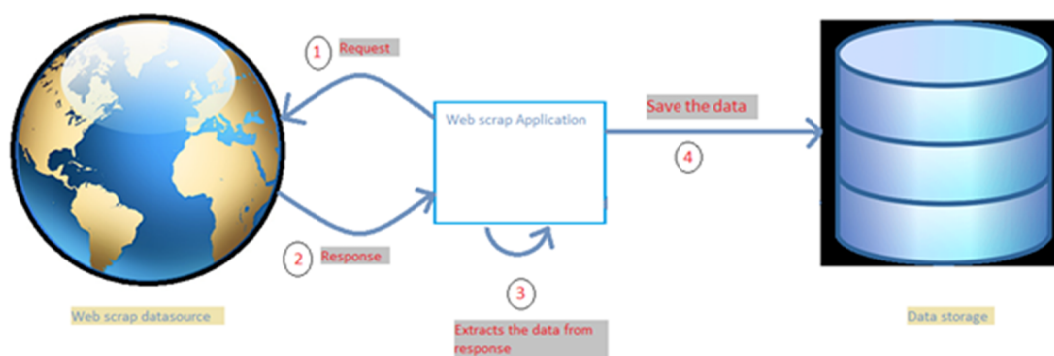 1 Request
Web scrap Application
Save the data
4
2 Response
3
Extracts the data from
response
Web scrap datasource
Data storage